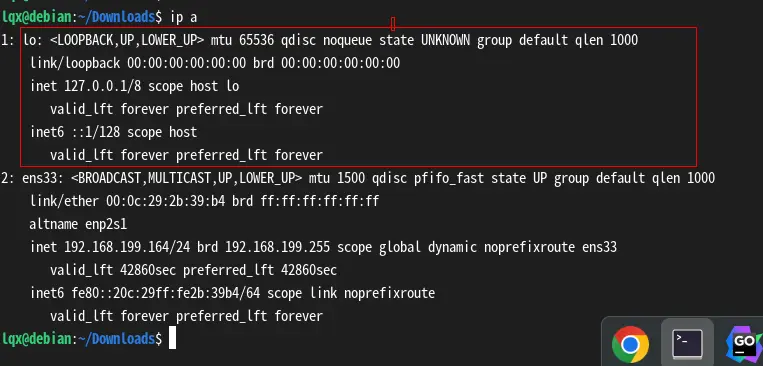 lqx@debian:~/Downloads$ ip a
1: lo: <LOOPBACK,UP,LOWER_UP> mtu 65536 qdisc noqueue state UNKNOWN group default qlen 1000
link/loopback 00:00:00:00:00:00 brd 00:00:00:00:00:00
inet 127.0.0.1/8 scope host lo
valid_lft forever preferred_lft forever
inet6 ::1/128 scope host
valid_lft forever preferred_lft forever
2: ens33: <BROADCAST,MULTICAST,UP,LOWER_UP> mtu 1500 qdisc pfifo_fast state UP group default qlen 1000
link/ether 00:0c:29:2b:39:b4 brd ff:ff:ff:ff:ff:ff
altname enp2s1
inet 192.168.199.164/24 brd 192.168.199.255 scope global dynamic noprefixroute ens33
valid_lft 42860sec preferred_lft 42860sec
inet6 fe80::20c:29ff:fe2b:39b4/64 scope link noprefixroute
valid_lft forever preferred_lft forever
lqx@debian:~/Downloads$
>_
GO